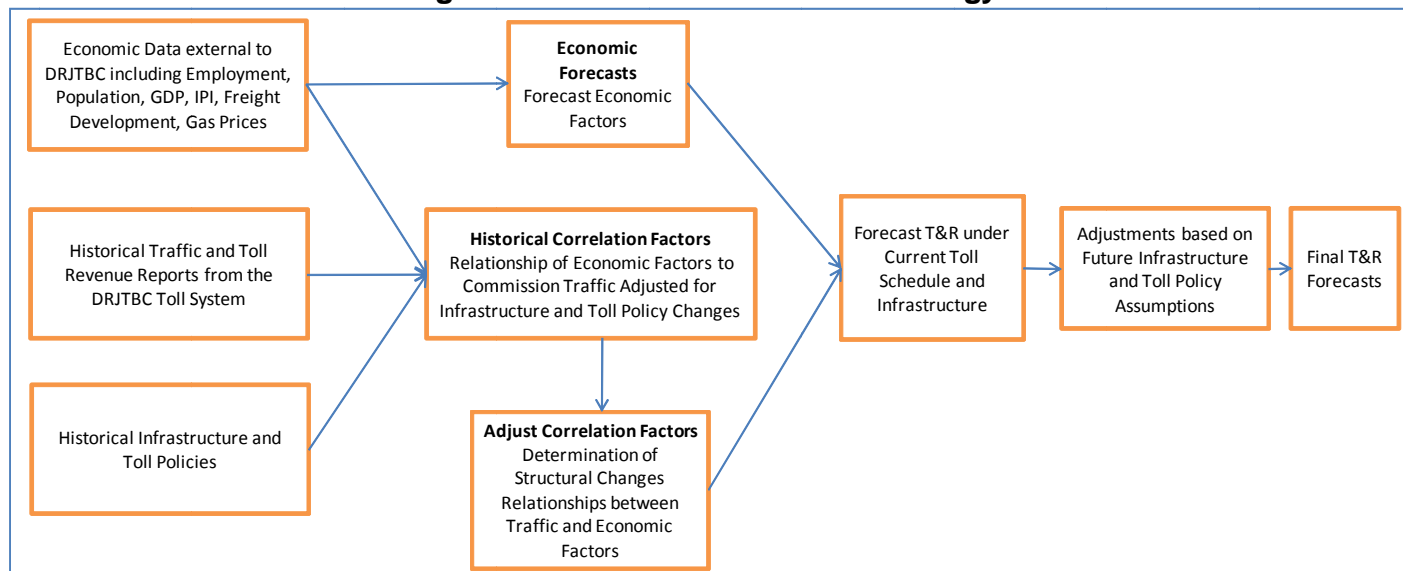 Economic Data external to
DRJTBC including Employment,
Population, GDP, IPI, Freight
Development, Gas Prices
Economic
Forecasts
Forecast Economic
Factors
Historical Traffic and Toll
Revenue Reports from the
DRJTBC Toll System
Historical Correlation Factors
Relationship of Economic Factors to
Commission Traffic Adjusted for
Infrastructure and Toll Policy Changes
Forecast T&R under
Current Toll
Schedule and
Infrastructure
Adjustments based on
Future Infrastructure
and Toll Policy
Assumptions
Final T&R
Forecasts
Historical Infrastructure and
Toll Policies
Adjust Correlation Factors
Determination of
Structural Changes
Relationships between
Traffic and Economic
Factors